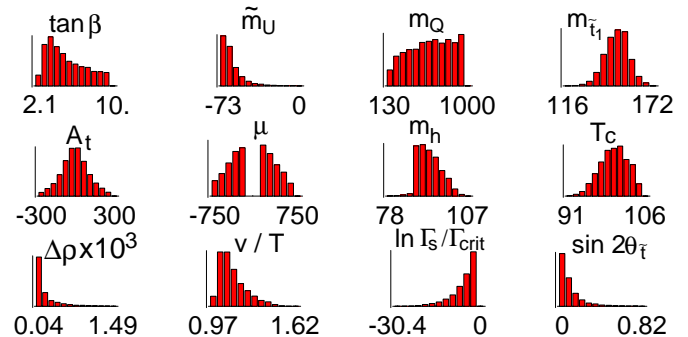 tan β m̃U mQ mt̃1
2.1 10. -73 0 130 1000 116 172
At μ mh Tc
-300 300 -750 750 78 107 91 106
Δρx10³ v / T ln Γs/Γcrit sin 2θt̃
0.04 1.49 0.97 1.62 -30.4 0 0 0.82